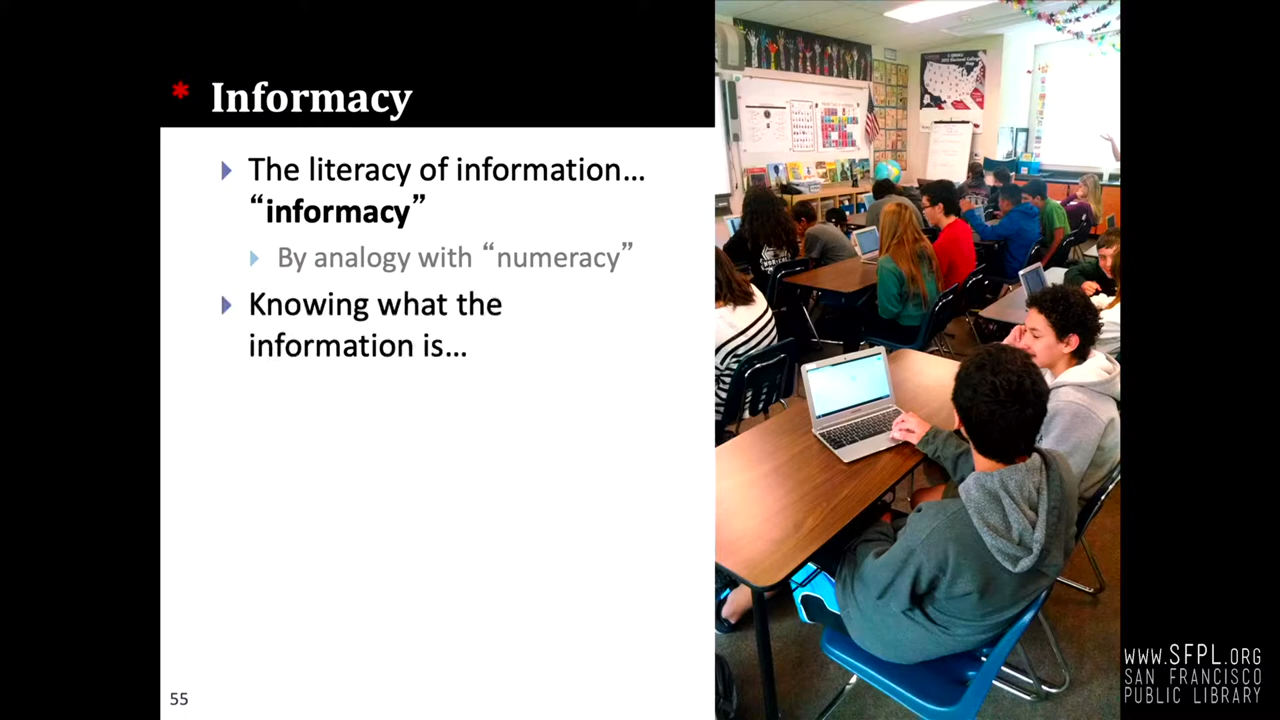 * Informacy
The literacy of information…
“informacy”
By analogy with “numeracy”
Knowing what the
information is…
55
www.SFPL.org
San Francisco
Public Library